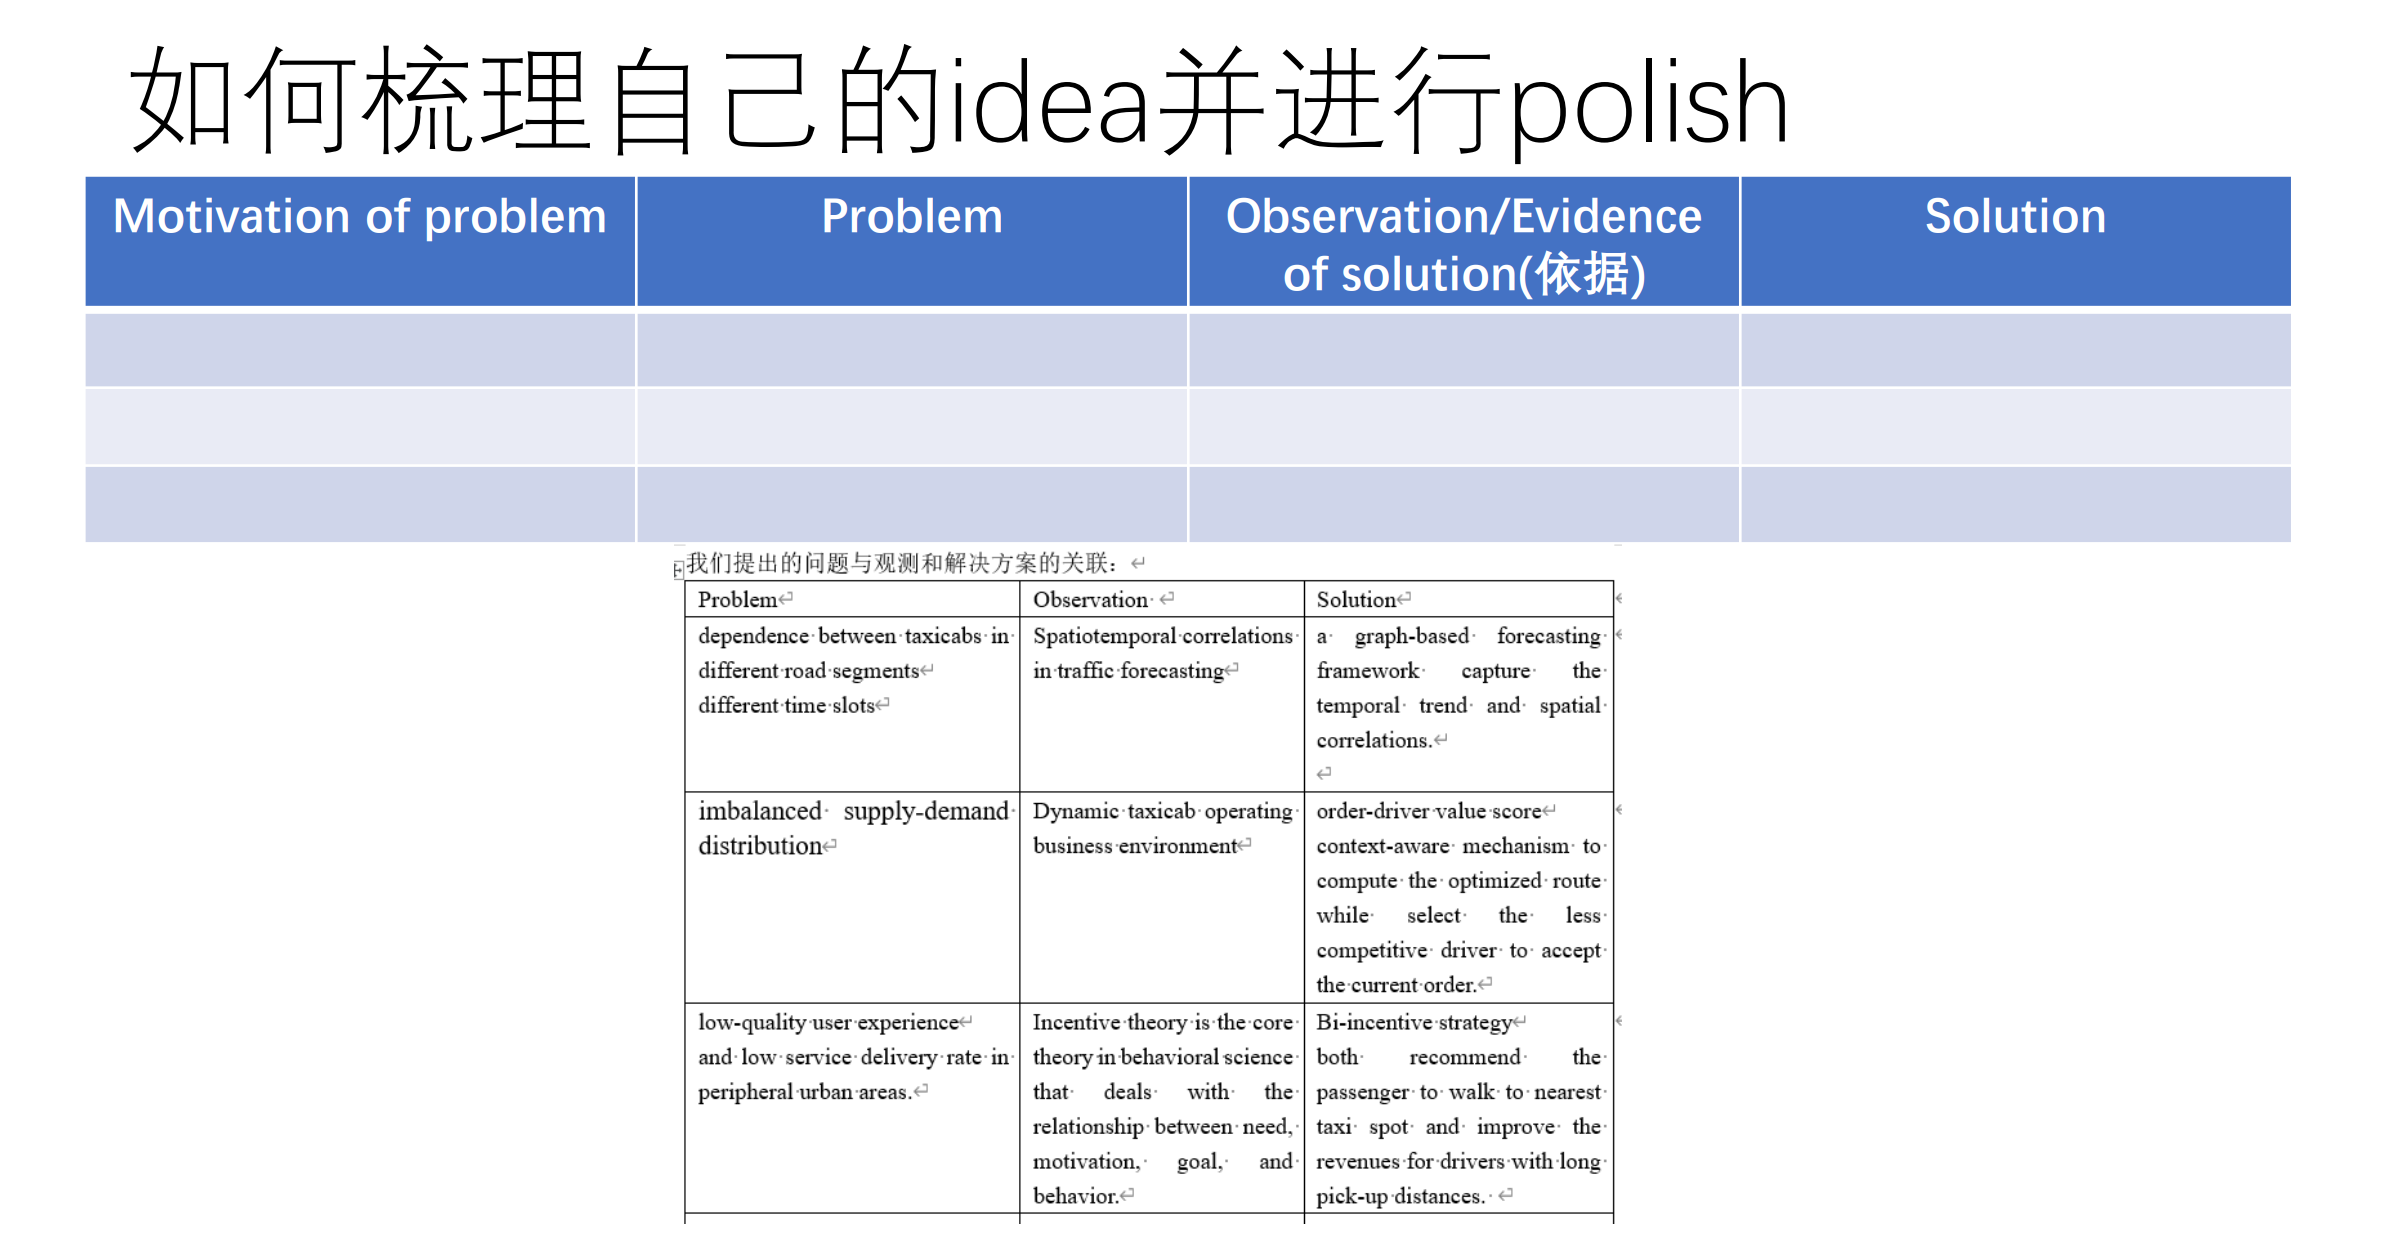 如何梳理自己的idea并进行polish
Motivation of problem
Problem
Observation/Evidence
of solution(依据)
Solution
我们提出的问题与观测和解决方案的关联：
Problem
Observation
Solution
dependence between taxicabs in
different road segments
different time slots
Spatiotemporal correlations
in traffic forecasting
a graph-based forecasting
framework capture the
temporal trend and spatial
correlations.
imbalanced supply-demand
distribution
Dynamic taxicab operating
business environment
order-driver value score
context-aware mechanism to
compute the optimized route
while select the less
competitive driver to accept
the current order.
low-quality user experience
and low service delivery rate in
peripheral urban areas.
Incentive theory is the core
theory in behavioral science
that deals with the
relationship between need,
motivation, goal, and
behavior.
Bi-incentive strategy
both recommend the
passenger to walk to nearest
taxi spot and improve the
revenues for drivers with long
pick-up distances.